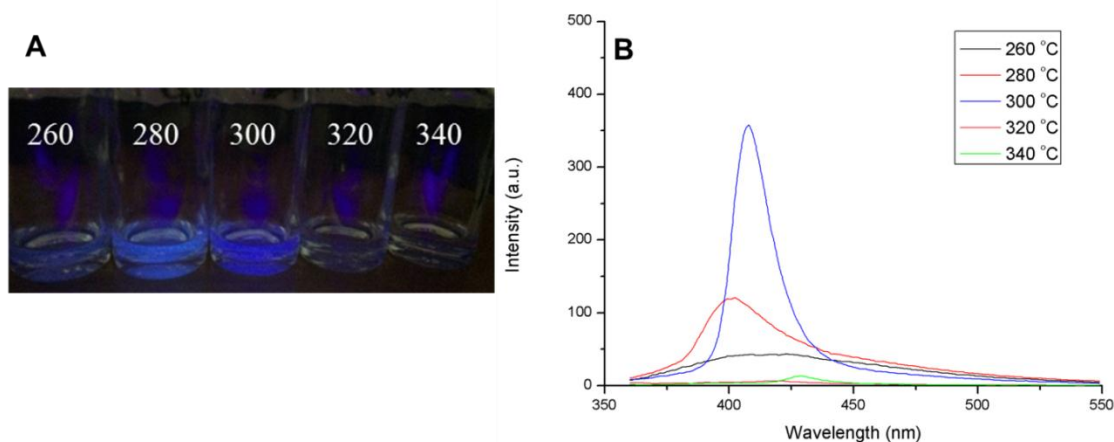 A
260 280 300 320 340
B
500
400
300
200
100
0
Intensity (a.u.)
260 °C
280 °C
300 °C
320 °C
340 °C
350 400 450 500 550
Wavelength (nm)